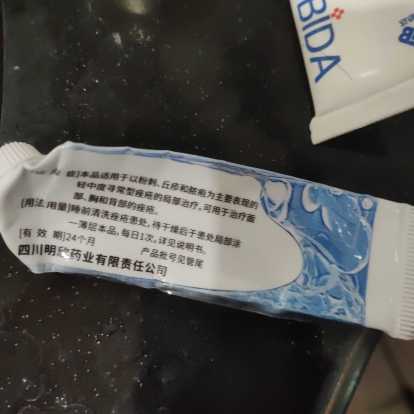 症]本品适用于以粉刺、丘疹和脓疱为主要表现的
轻中度寻常型痤疮的局部治疗,可用于治疗面
部、胸和背部的痤疮。
[用法 用量]睡前清洗痤疮患处,待干燥后于患处局部涂
一薄层本品,每日1次,详见说明书。
[有 效 期]24个月
产品批号见管尾
四川明欣药业有限责任公司
BIDA